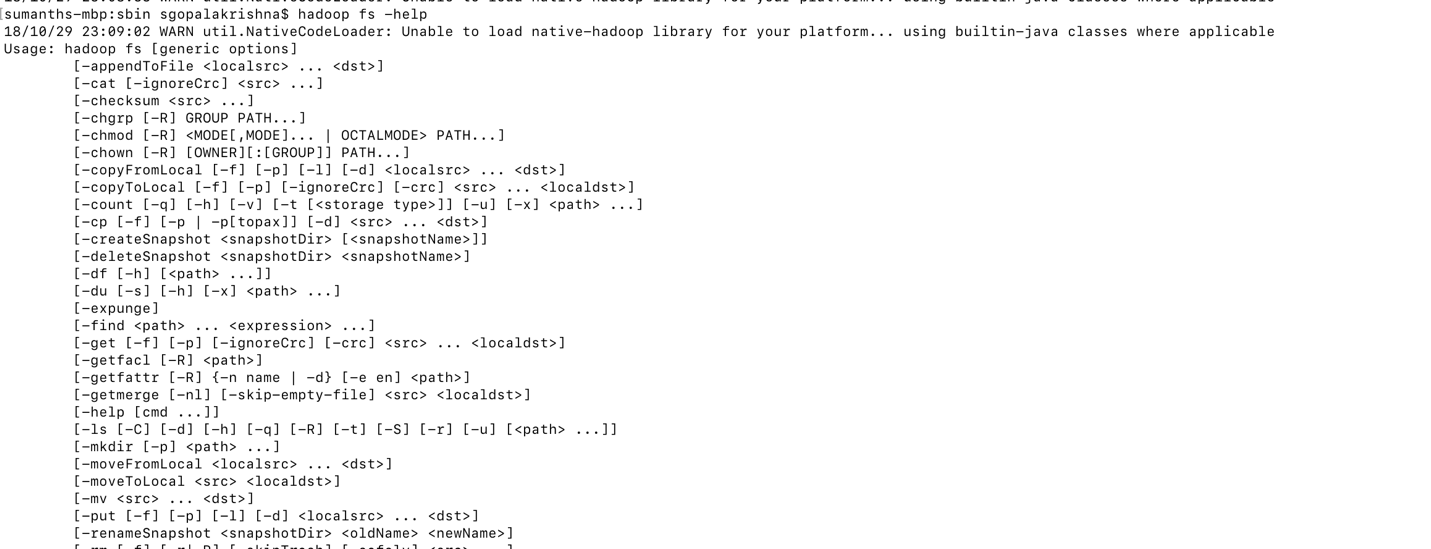 [sumanths-mbp:sbin sgopalakrishna$ hadoop fs -help
18/10/29 23:09:02 WARN util.NativeCodeLoader: Unable to load native-hadoop library for your platform... using builtin-java classes where applicable
Usage: hadoop fs [generic options]
[-appendToFile <localsrc> ... <dst>]
[-cat [-ignoreCrc] <src> ...]
[-checksum <src> ...]
[-chgrp [-R] GROUP PATH...]
[-chmod [-R] <MODE[,MODE]... | OCTALMODE> PATH...]
[-chown [-R] [OWNER][:[GROUP]] PATH...]
[-copyFromLocal [-f] [-p] [-l] [-d] <localsrc> ... <dst>]
[-copyToLocal [-f] [-p] [-ignoreCrc] [-crc] <src> ... <localdst>]
[-count [-q] [-h] [-v] [-t [<storage type>]] [-u] [-x] <path> ...]
[-cp [-f] [-p | -p[topax]] [-d] <src> ... <dst>]
[-createSnapshot <snapshotDir> [<snapshotName>]]
[-deleteSnapshot <snapshotDir> <snapshotName>]
[-df [-h] [<path> ...]]
[-du [-s] [-h] [-x] <path> ...]
[-expunge]
[-find <path> ... <expression> ...]
[-get [-f] [-p] [-ignoreCrc] [-crc] <src> ... <localdst>]
[-getfacl [-R] <path>]
[-getfattr [-R] {-n name | -d} [-e en] <path>]
[-getmerge [-nl] [-skip-empty-file] <src> <localdst>]
[-help [cmd ...]]
[-ls [-C] [-d] [-h] [-q] [-R] [-t] [-S] [-r] [-u] [<path> ...]]
[-mkdir [-p] <path> ...]
[-moveFromLocal <localsrc> ... <dst>]
[-moveToLocal <src> <localdst>]
[-mv <src> ... <dst>]
[-put [-f] [-p] [-l] [-d] <localsrc> ... <dst>]
[-renameSnapshot <snapshotDir> <oldName> <newName>]